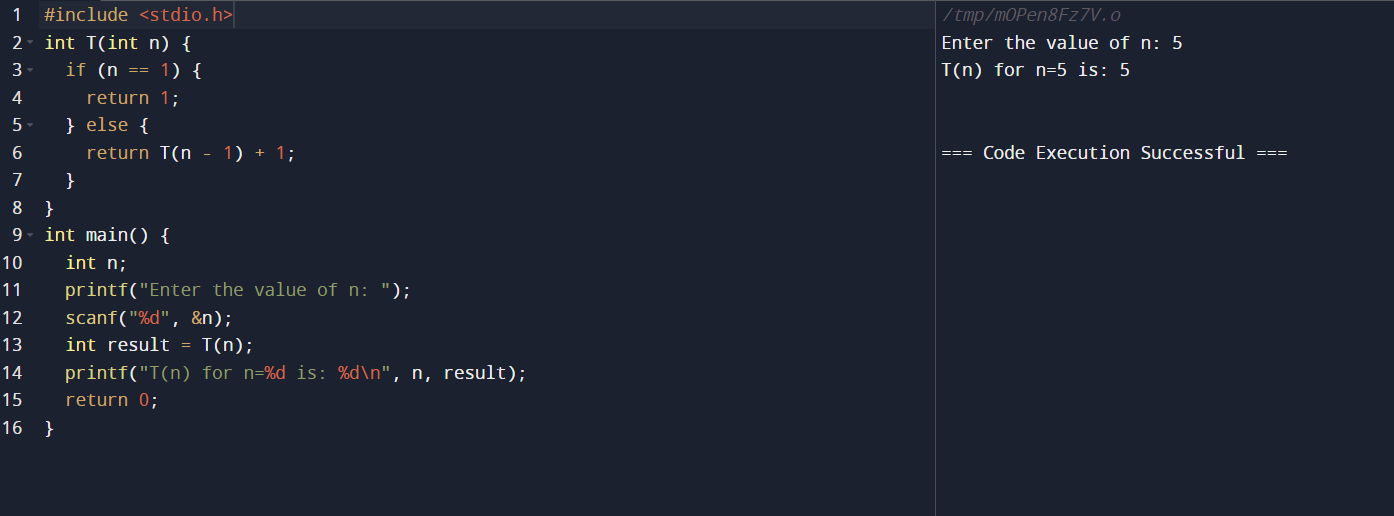 1 #include <stdio.h>
2 int T(int n) {
3 if (n == 1) {
4 return 1;
5 } else {
6 return T(n - 1) + 1;
7 }
8 }
9 int main() {
10 int n;
11 printf("Enter the value of n: ");
12 scanf("%d", &n);
13 int result = T(n);
14 printf("T(n) for n=%d is: %d\n", n, result);
15 return 0;
16 }
/tmp/mOPen8Fz7V.o
Enter the value of n: 5
T(n) for n=5 is: 5
=== Code Execution Successful ===